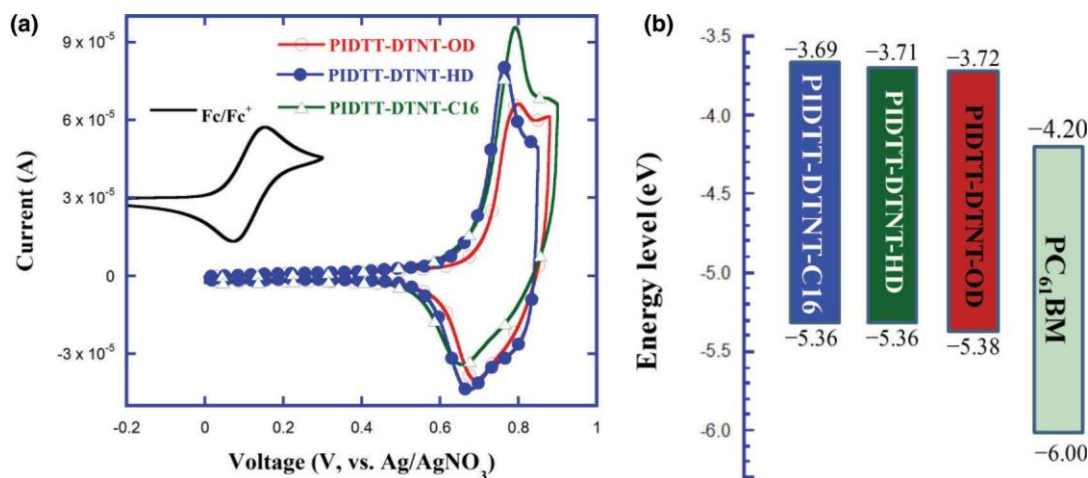 (a)
PIDTT-DTNT-OD
PIDTT-DTNT-HD
PIDTT-DTNT-C16
Fc/Fc⁺
Current (A)
9 x 10⁻⁵
6 x 10⁻⁵
3 x 10⁻⁵
0
-3 x 10⁻⁵
-0.2 0 0.2 0.4 0.6 0.8 1
Voltage (V, vs. Ag/AgNO₃)
(b)
Energy level (eV)
-3.5
-4.0
-4.5
-5.0
-5.5
-6.0
−3.69 −3.71 −3.72
−4.20
PIDTT-DTNT-C16
PIDTT-DTNT-HD
PIDTT-DTNT-OD
PC₆₁BM
−5.36 −5.36 −5.38
−6.00